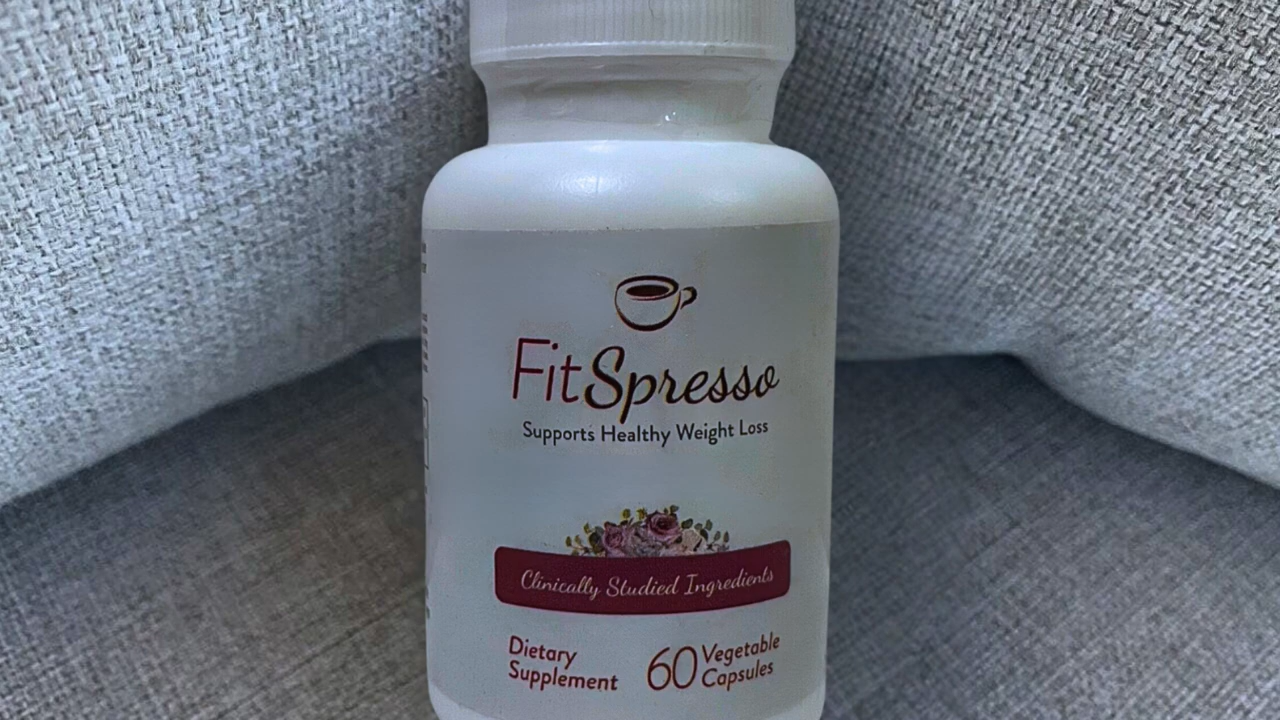 FitSpresso
Supports Healthy Weight Loss
Clinically Studied Ingredients
Dietary
Supplement
60 Vegetable
Capsules